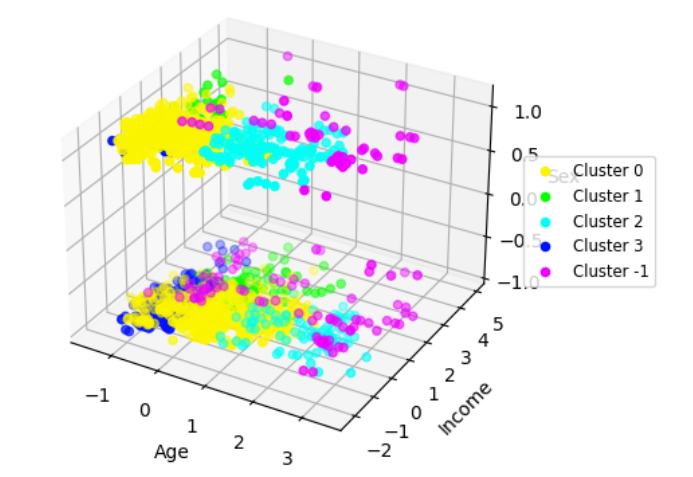 1.0
0.5
0.0
−0.5
−1.0
Sex
Cluster 0
Cluster 1
Cluster 2
Cluster 3
Cluster -1
−1
0
1
2
3
Age
−2
−1
0
1
2
3
4
5
Income